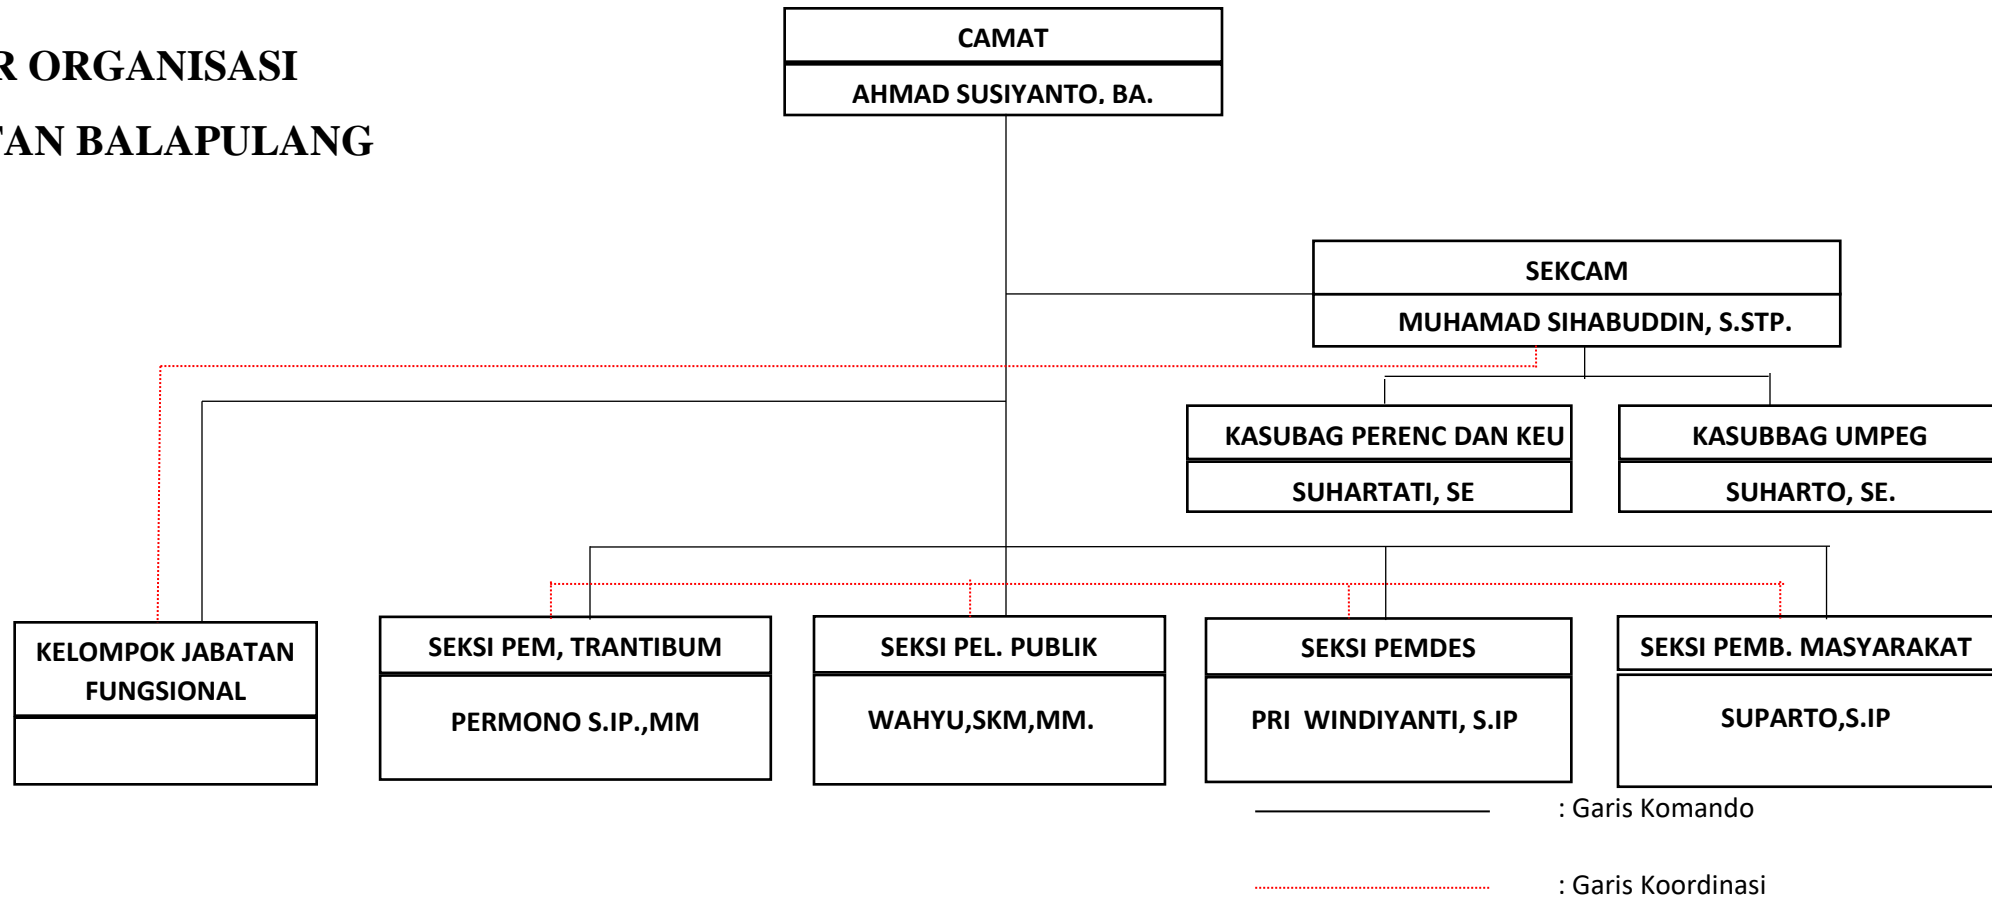 R ORGANISASI
TAN BALAPULANG
CAMAT
AHMAD SUSIYANTO, BA.
SEKCAM
MUHAMAD SIHABUDDIN, S.STP.
KASUBAG PERENC DAN KEU
SUHARTATI, SE
KASUBBAG UMPEG
SUHARTO, SE.
KELOMPOK JABATAN
FUNGSIONAL
SEKSI PEM, TRANTIBUM
PERMONO S.IP.,MM
SEKSI PEL. PUBLIK
WAHYU,SKM,MM.
SEKSI PEMDES
PRI WINDIYANTI, S.IP
SEKSI PEMB. MASYARAKAT
SUPARTO,S.IP
: Garis Komando
: Garis Koordinasi